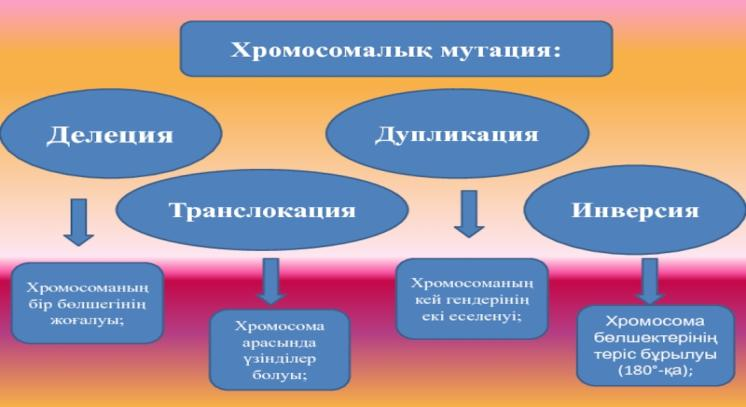 Хромосомалық мутация:
Делеция
Дупликация
Транслокация
Инверсия
Хромосоманың
бір бөлшегінің
жоғалуы;
Хромосома
арасында
үзінділер
болуы;
Хромосоманың
кей гендерінің
екі еселенуі;
Хромосома
бөлшектәрінің
теріс бұрылуы
(180°-қа);